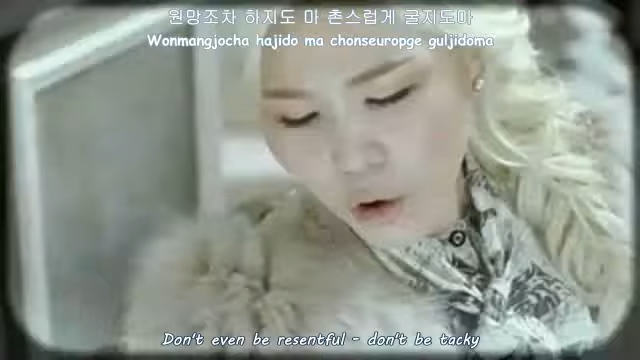 원망조차 하지도 마 촌스럽게 굴지도마
Wonmangjocha hajido ma chonseuropge guljidoma
Don't even be resentful - don't be tacky